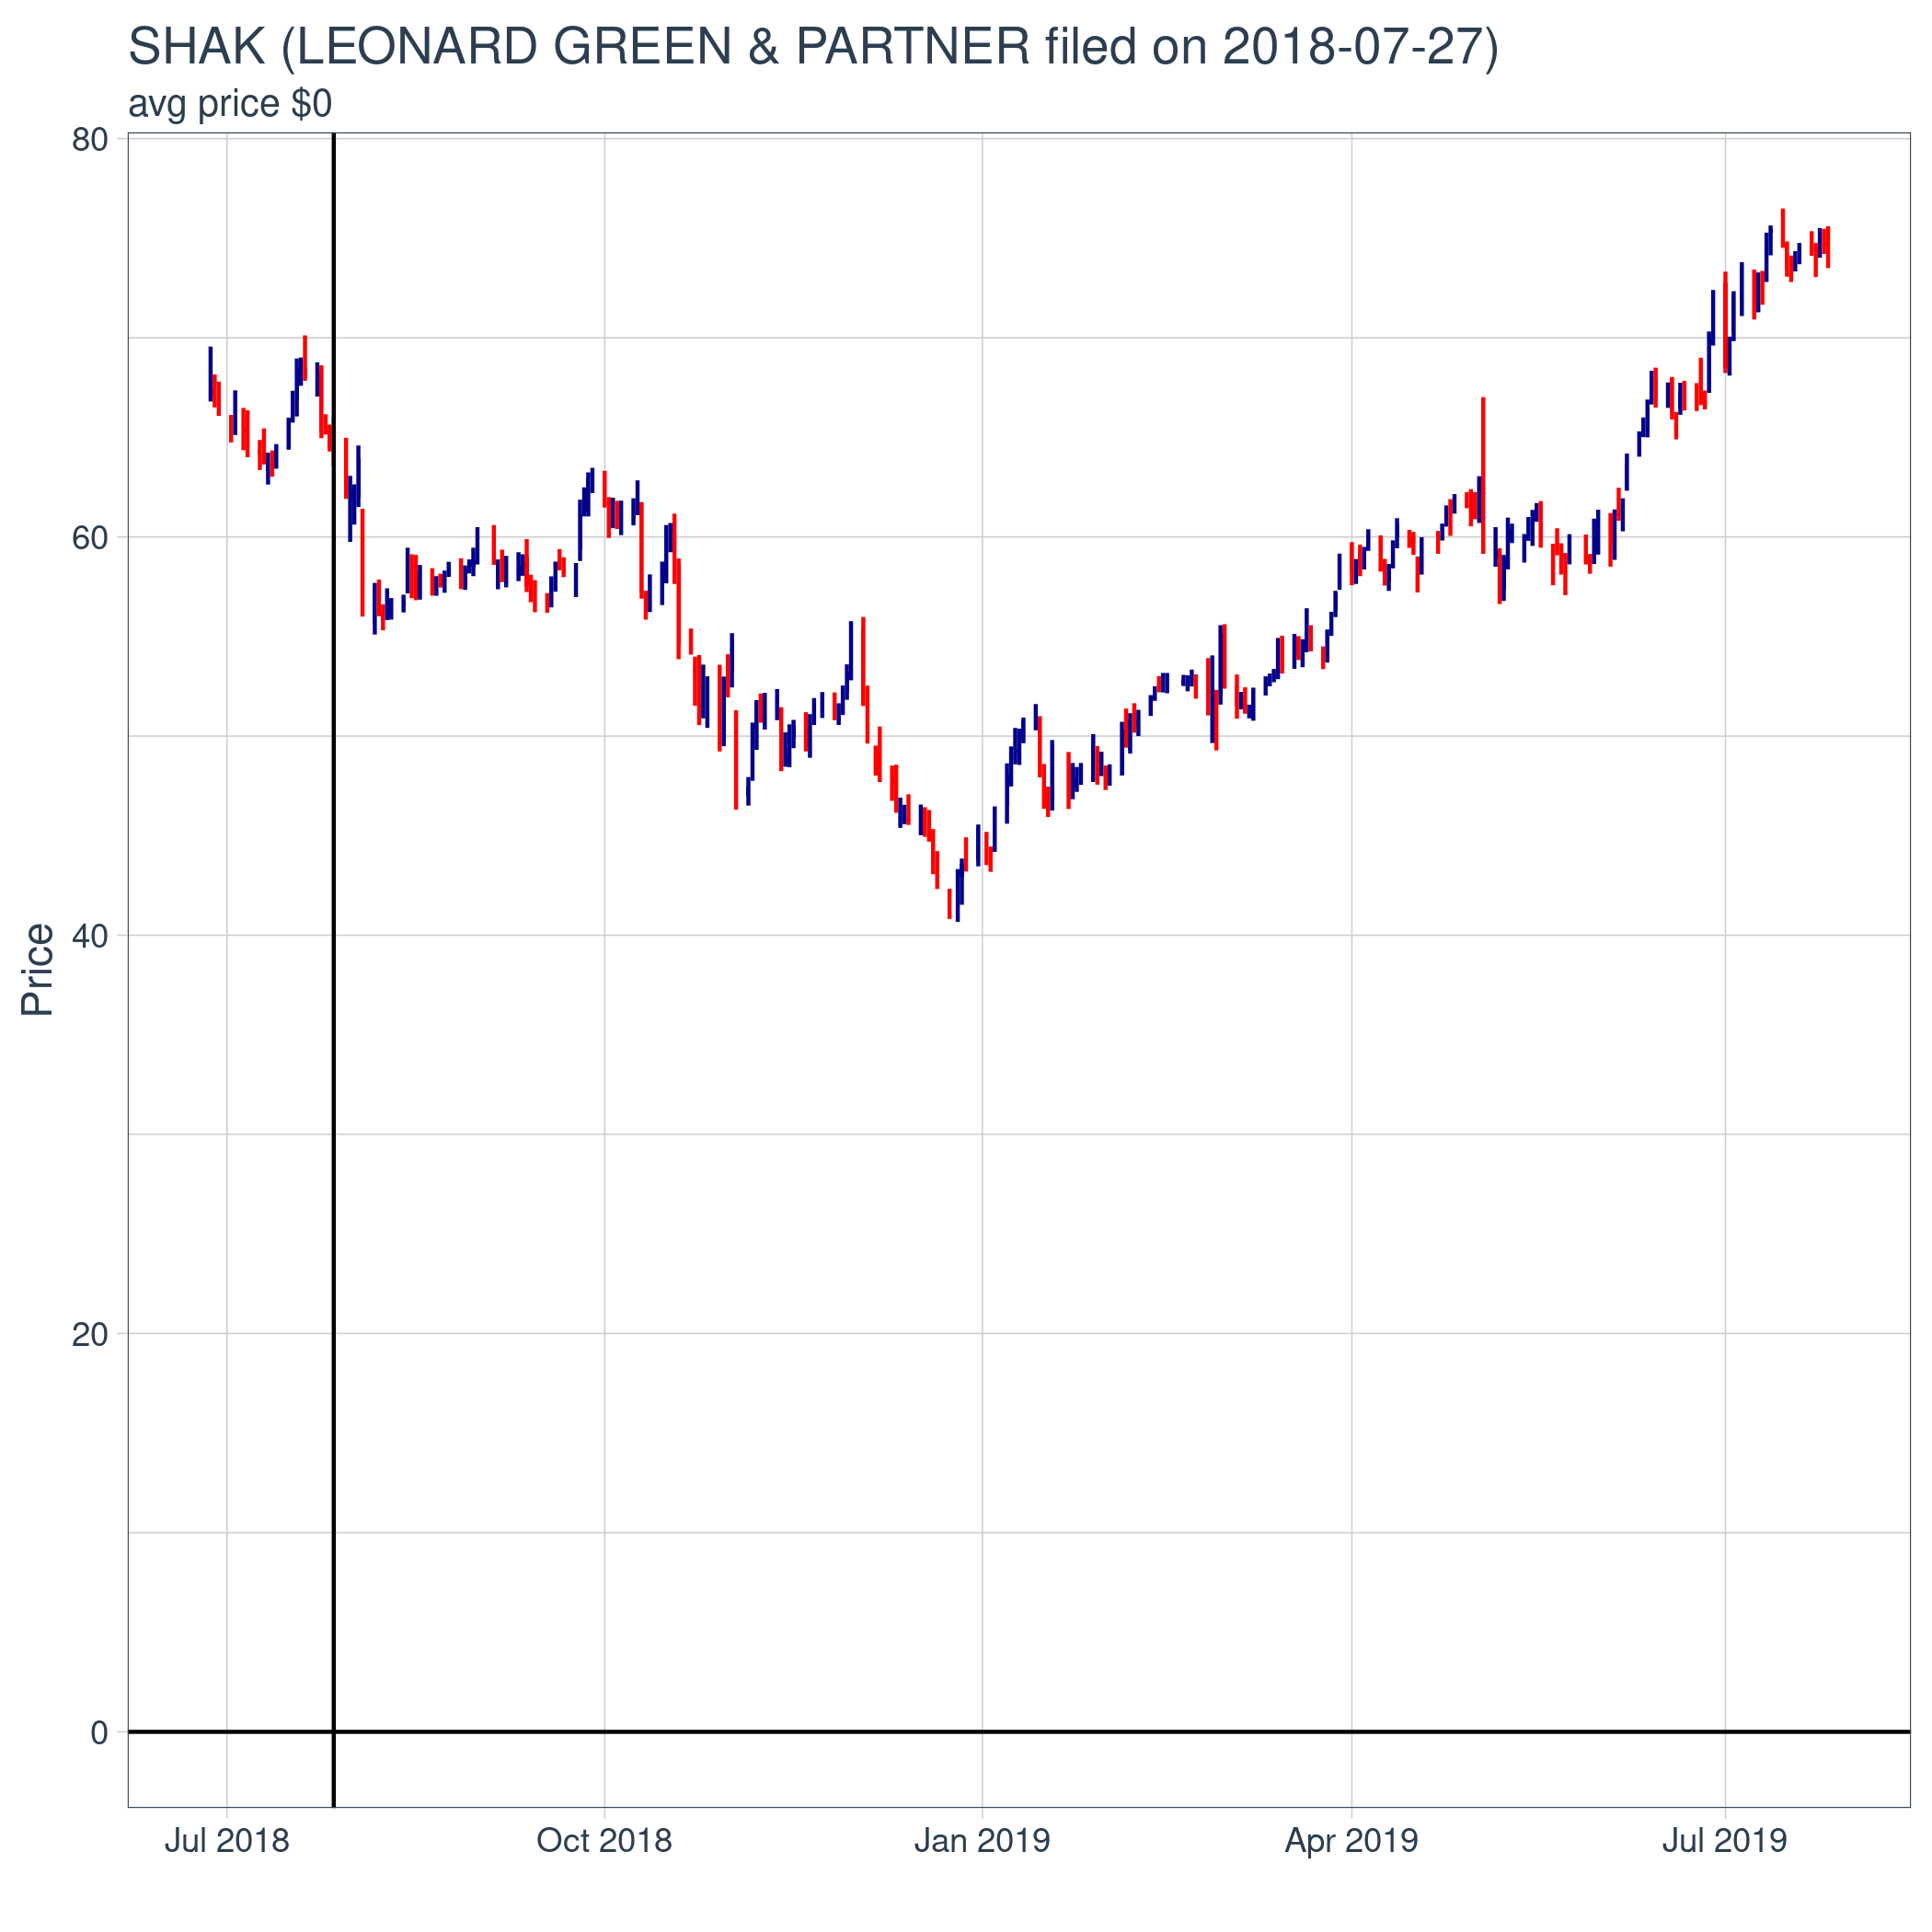 SHAK (LEONARD GREEN & PARTNER filed on 2018-07-27)
avg price $0
80
60
40
20
0
Price
Jul 2018 Oct 2018 Jan 2019 Apr 2019 Jul 2019